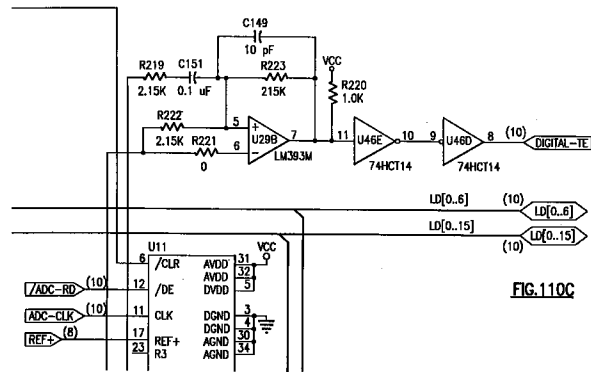 C149
10 pF
R219
C151
2.15K
0.1 uF
R223
215K
VCC
R220
1.0K
R222
2.15K
R221
0
5
+
6
−
U29B
7
LM393M
11
U46E
10
74HCT14
9
U46D
8
74HCT14
(10)
DIGITAL-TE
LD[0..6]
(10)
LD[0..6]
LD[0..15]
(10)
LD[0..15]
U11
6
/CLR
AVDD
31
VCC
AVDD
32
/ADC-RD
(10)
12
/DE
DVDD
5
ADC-CLK
(10)
11
CLK
DGND
3
DGND
4
REF+
(8)
17
REF+
AGND
30
23
R3
AGND
34
FIG.110C